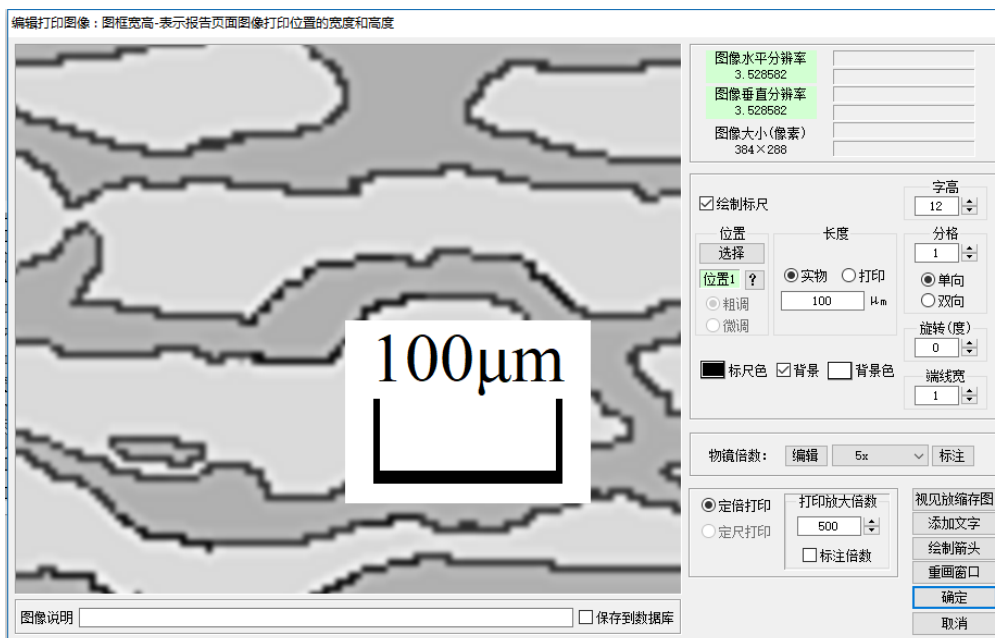 编辑打印图像：图框宽高-表示报告页面图像打印位置的宽度和高度
100μm
图像说明
保存到数据库
图像水平分辨率
3.528582
图像垂直分辨率
3.528582
图像大小(像素)
384×288
绘制标尺
字高
12
位置
选择
位置1 ?
粗调
微调
长度
实物 打印
100 μm
分格
1
单向
双向
旋转(度)
0
标尺色 背景 背景色
端线宽
1
物镜倍数： 编辑 5x 标注
定倍打印
定尺打印
打印放大倍数
500
标注倍数
视见放缩存图
添加文字
绘制箭头
重画窗口
确定
取消